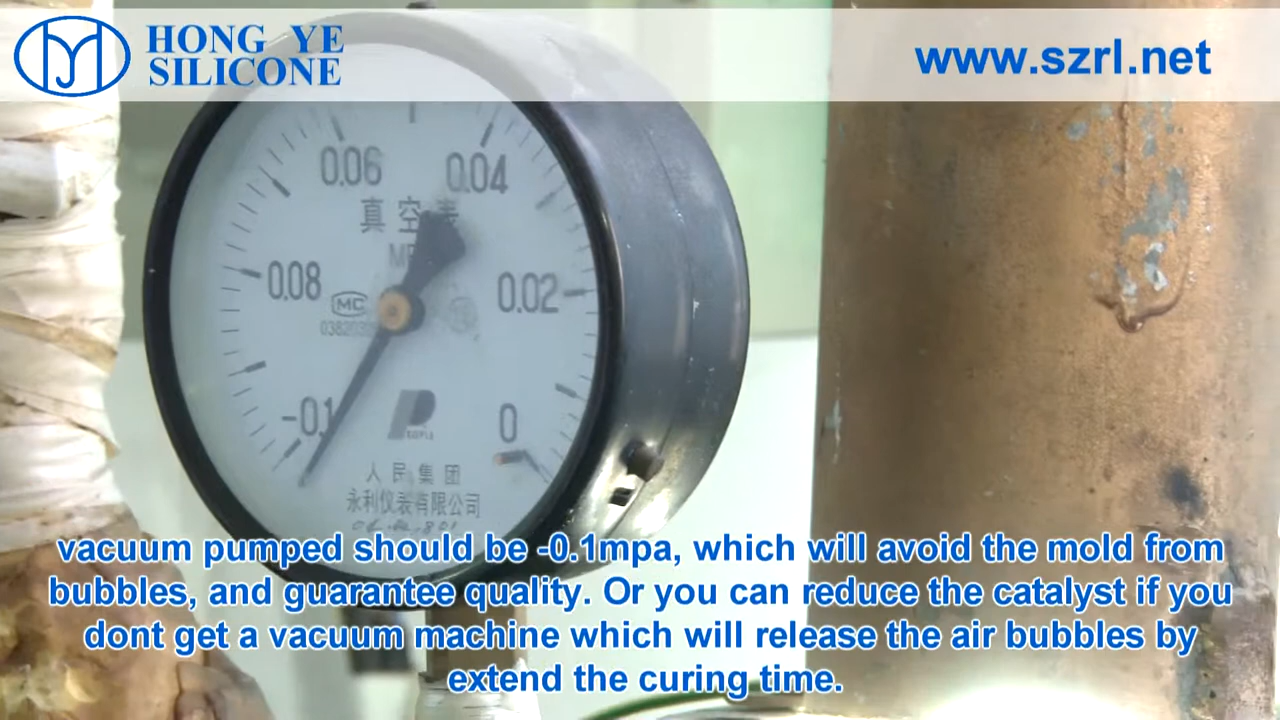 HONG YE
SILICONE
www.szrl.net
0.06
0.04
真空表
0.08
MC
0.02
-0.1
0
人民集团
永利仪表有限公司
vacuum pumped should be -0.1mpa, which will avoid the mold from
bubbles, and guarantee quality. Or you can reduce the catalyst if you
dont get a vacuum machine which will release the air bubbles by
extend the curing time.